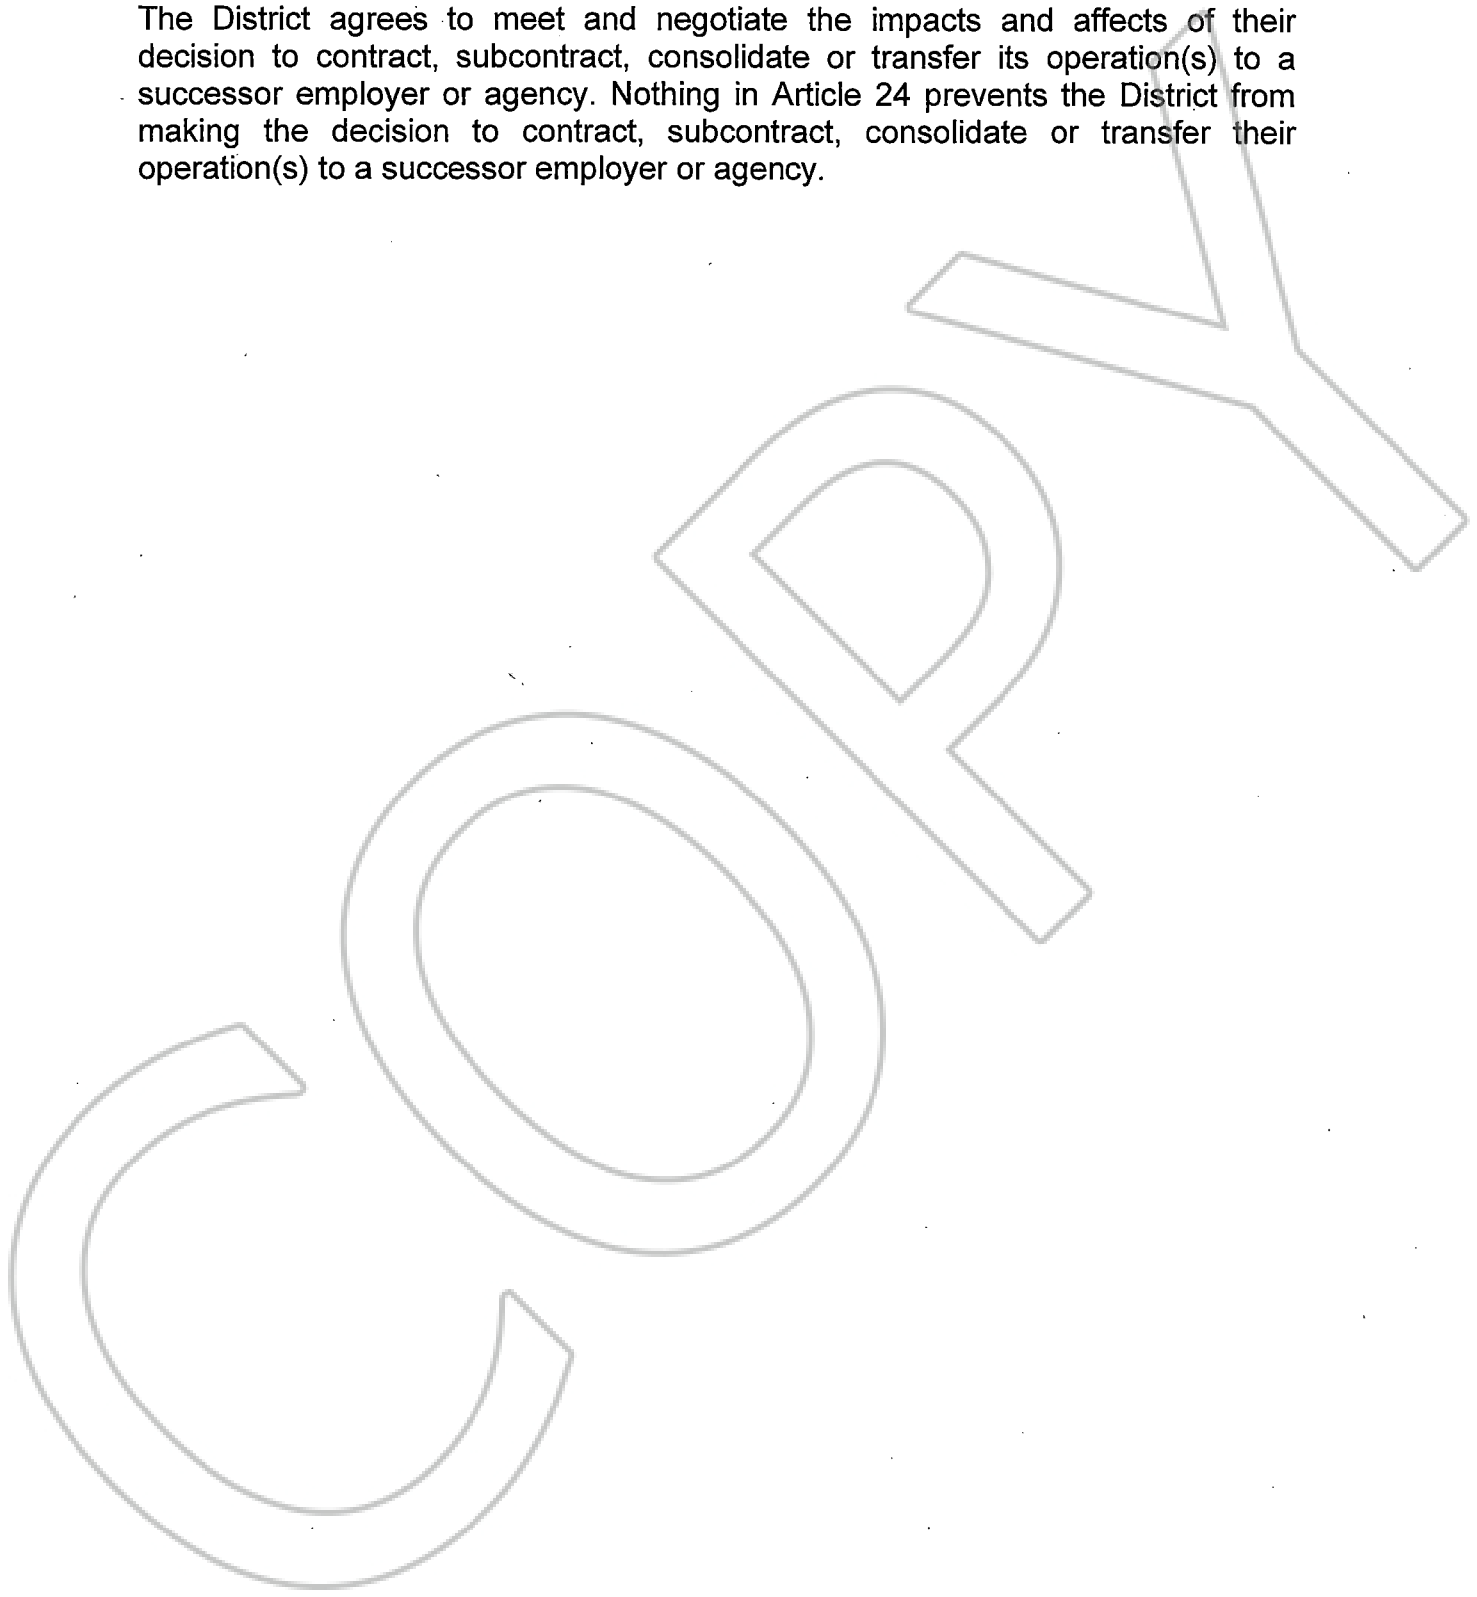 The District agrees to meet and negotiate the impacts and affects of their
decision to contract, subcontract, consolidate or transfer its operation(s) to a
successor employer or agency. Nothing in Article 24 prevents the District from
making the decision to contract, subcontract, consolidate or transfer their
operation(s) to a successor employer or agency.
COPY